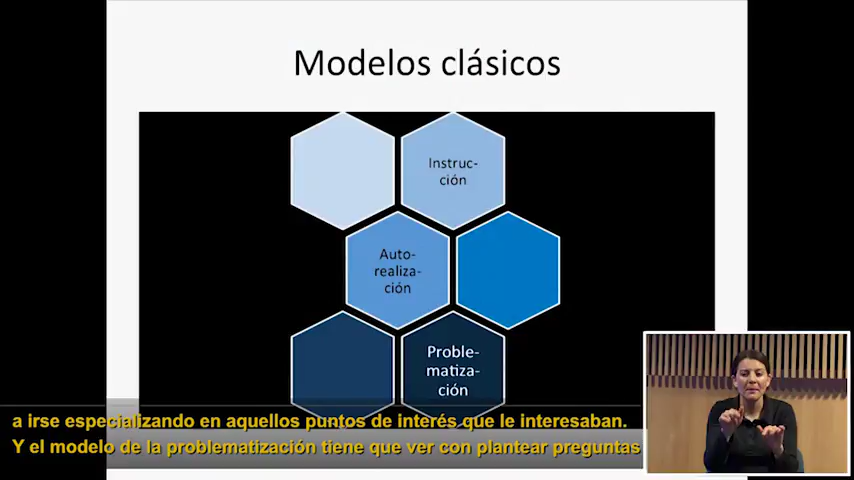 Modelos clásicos
Instruc-
ción
Auto-
realiza-
ción
Proble-
matiza-
ción
a irse especializando en aquellos puntos de interés que le interesaban.
Y el modelo de la problematización tiene que ver con plantear preguntas